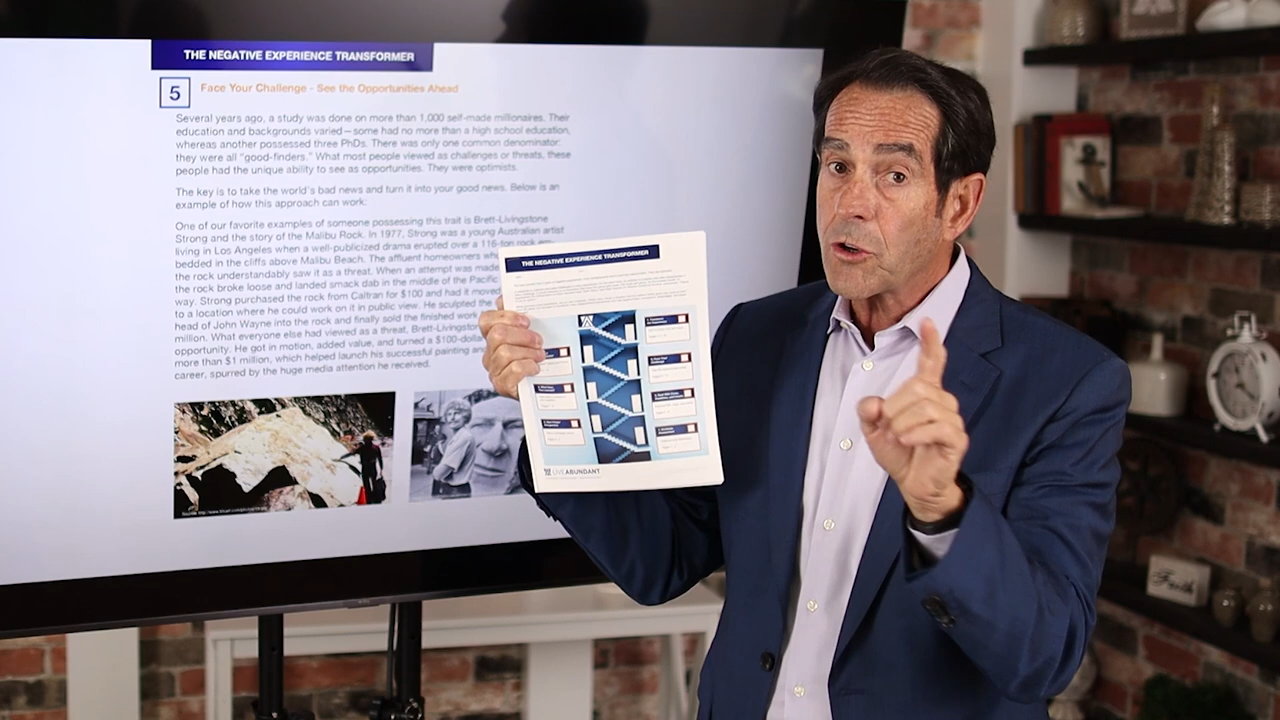 THE NEGATIVE EXPERIENCE TRANSFORMER
5
Face Your Challenge - See the Opportunities Ahead
Several years ago, a study was done on more than 1,000 self-made millionaires. Their
education and backgrounds varied—some had no more than a high school education,
whereas another possessed three PhDs. There was only one common denominator:
they were all "good-finders." What most people viewed as challenges or threats, these
people had the unique ability to see as opportunities. They were optimists.
The key is to take the world's bad news and turn it into your good news. Below is an
example of how this approach can work:
One of our favorite examples of someone possessing this trait is Brett-Livingstone
Strong and the story of the Malibu Rock. In 1977, Strong was a young Australian artist
living in Los Angeles when a well-publicized drama erupted over a 116-ton rock em-
bedded in the cliffs above Malibu Beach. The affluent homeowners
the rock understandably saw it as a threat. When an attempt was made
the rock broke loose and landed smack dab in the middle of the Pacific
way. Strong purchased the rock from Caltran for $100 and had it moved
to a location where he could work on it in public view. He sculpted the
head of John Wayne into the rock and finally sold the finished work
million. What everyone else had viewed as a threat, Brett-Livingston
opportunity. He got in motion, added value, and turned a $100-dolla
more than $1 million, which helped launch his successful painting an
career, spurred by the huge media attention he received.
THE NEGATIVE EXPERIENCE TRANSFORMER
LIVE ABUNDANT
Faith